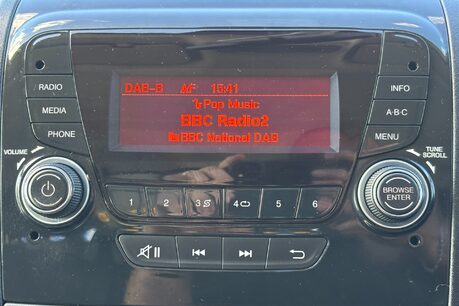 DAB-B AF 15:41
Pop Music
BBC Radio2
BBC National DAB
RADIO
MEDIA
PHONE
INFO
A-B-C
MENU
VOLUME
TUNE
SCROLL
BROWSE
ENTER
1 2 3 4 5 6